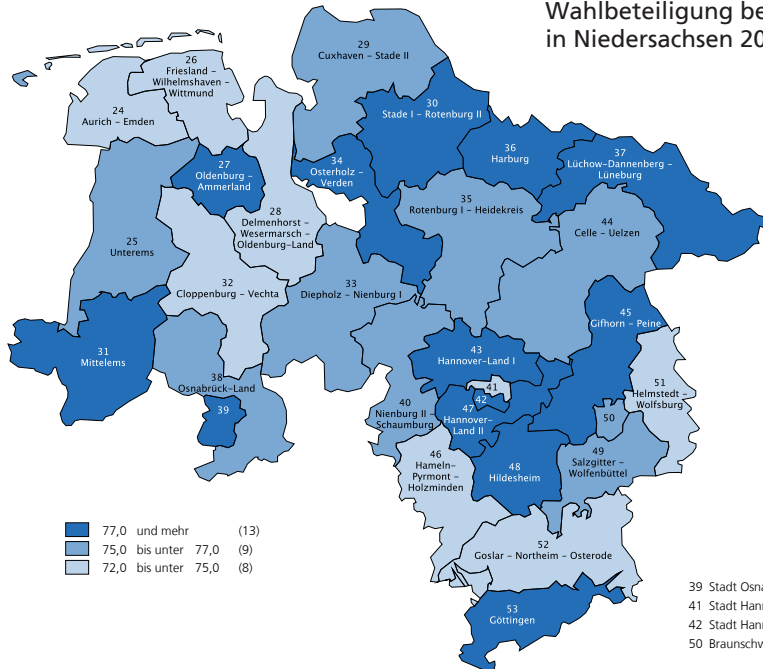 Wahlbeteiligung be
in Niedersachsen 20
29
Cuxhaven – Stade II
26
Friesland –
Wilhelmshaven –
Wittmund
24
Aurich – Emden
30
Stade I – Rotenburg II
36
Harburg
37
Lüchow-Dannenberg –
Lüneburg
27
Oldenburg –
Ammerland
34
Osterholz –
Verden
35
Rotenburg I – Heidekreis
28
Delmenhorst –
Wesermarsch –
Oldenburg-Land
44
Celle – Uelzen
25
Unterems
32
Cloppenburg – Vechta
33
Diepholz – Nienburg I
45
Gifhorn – Peine
31
Mittelems
43
Hannover-Land I
38
Osnabrück-Land
41
42
51
Helmstedt –
Wolfsburg
39
40
Nienburg II –
Schaumburg
47
Hannover-
Land II
50
46
Hameln-
Pyrmont –
Holzminden
48
Hildesheim
49
Salzgitter –
Wolfenbüttel
77,0 und mehr (13)
75,0 bis unter 77,0 (9)
72,0 bis unter 75,0 (8)
52
Goslar – Northeim – Osterode
53
Göttingen
39 Stadt Osna
41 Stadt Hann
42 Stadt Hann
50 Braunschw